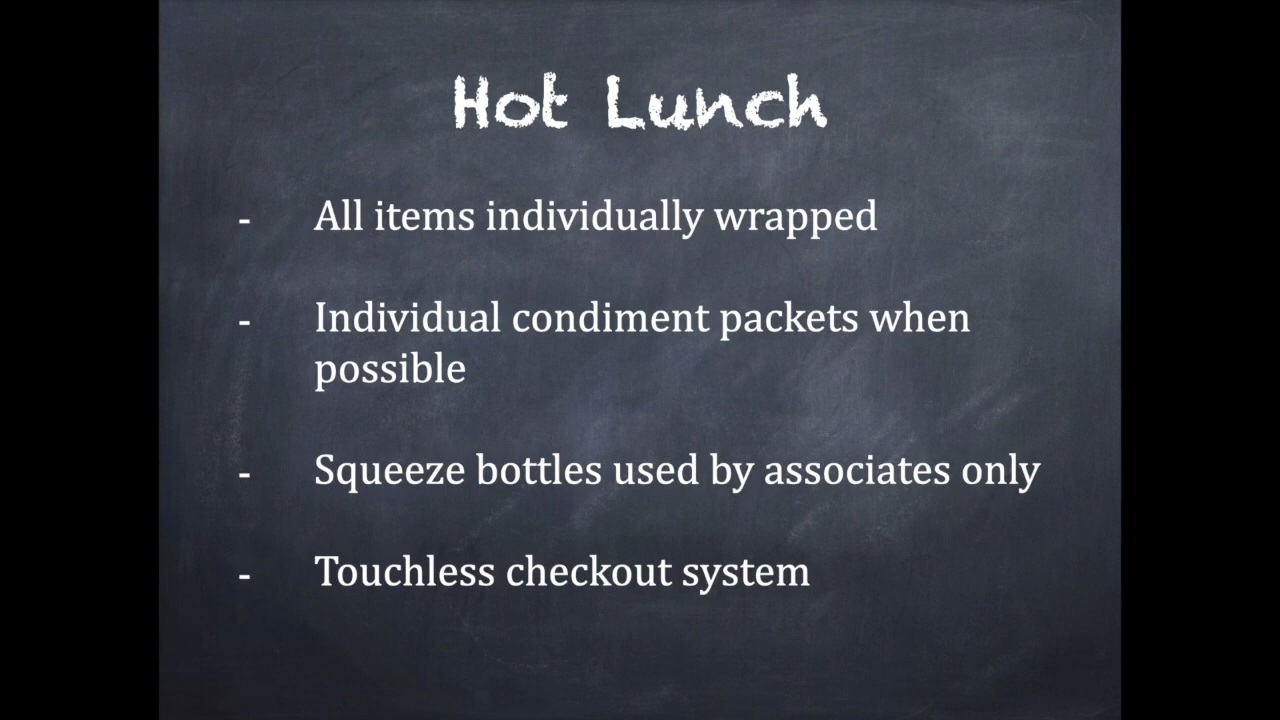 Hot Lunch
- All items individually wrapped
- Individual condiment packets when
possible
- Squeeze bottles used by associates only
- Touchless checkout system